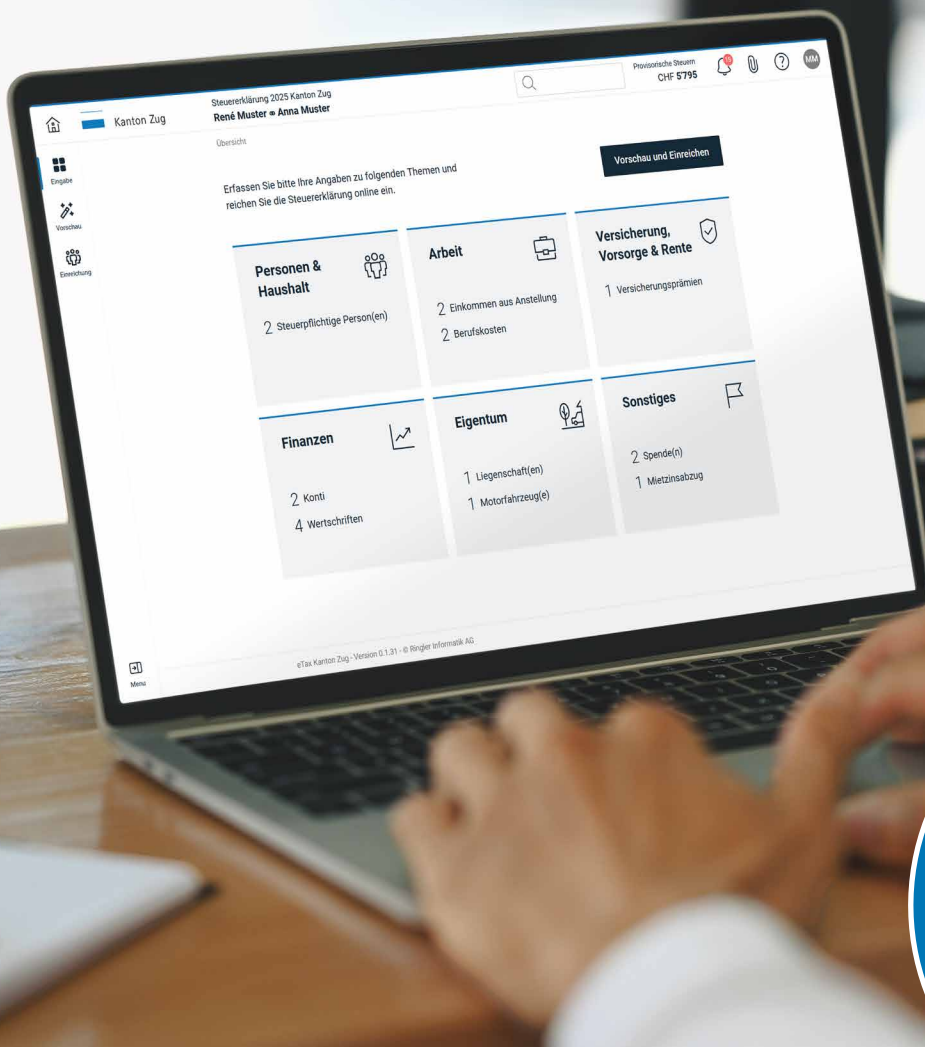 Kanton Zug
Steuererklärung 2025 Kanton Zug
René Muster ⚭ Anna Muster
Provisorische Steuern
CHF 5'795
MM
Eingabe
Vorschau
Einreichung
Übersicht
Erfassen Sie bitte Ihre Angaben zu folgenden Themen und
reichen Sie die Steuererklärung online ein.
Vorschau und Einreichen
Personen &
Haushalt
2 Steuerpflichtige Person(en)
Arbeit
2 Einkommen aus Anstellung
2 Berufskosten
Versicherung,
Vorsorge & Rente
1 Versicherungsprämien
Finanzen
2 Konti
4 Wertschriften
Eigentum
1 Liegenschaft(en)
1 Motorfahrzeug(e)
Sonstiges
2 Spende(n)
1 Mietzinsabzug
Menu
eTax Kanton Zug - Version 0.1.31 - © Ringler Informatik AG